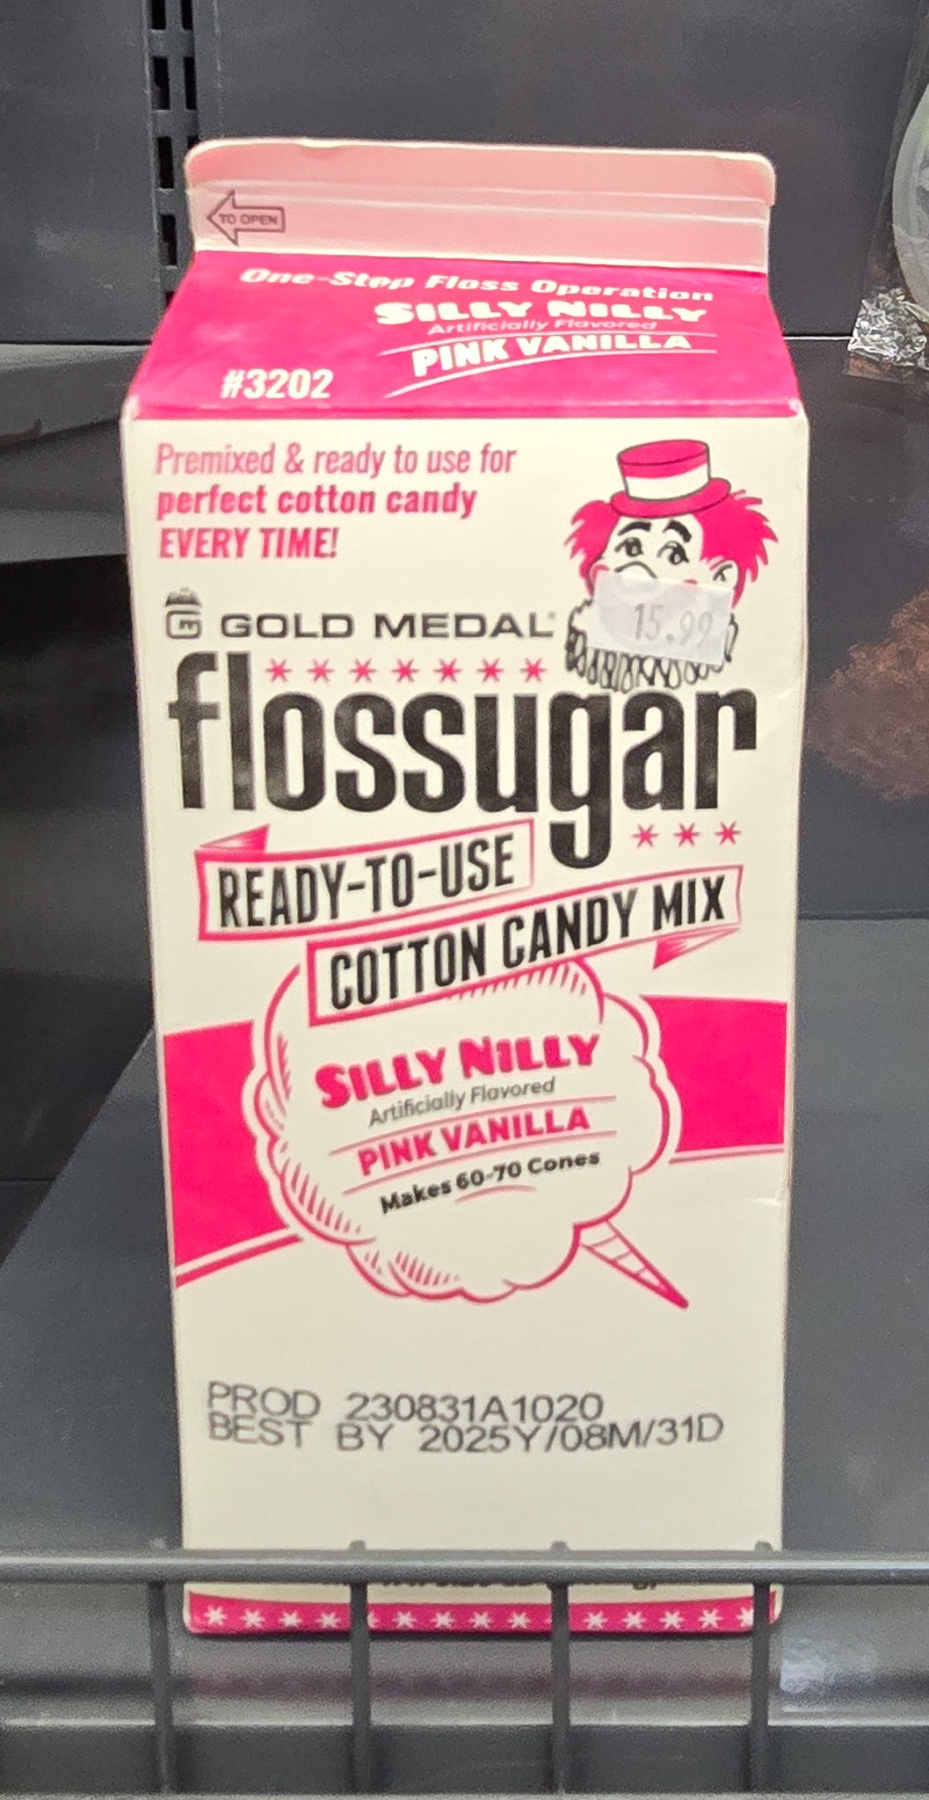 TO OPEN
One-Step Floss Operation
SILLY NILLY
Artificially Flavored
PINK VANILLA
#3202
Premixed & ready to use for
perfect cotton candy
EVERY TIME!
15.99
GOLD MEDAL®
flossugar
READY-TO-USE
COTTON CANDY MIX
SILLY NILLY
Artificially Flavored
PINK VANILLA
Makes 60-70 Cones
PROD 230831A1020
BEST BY 2025Y/08M/31D